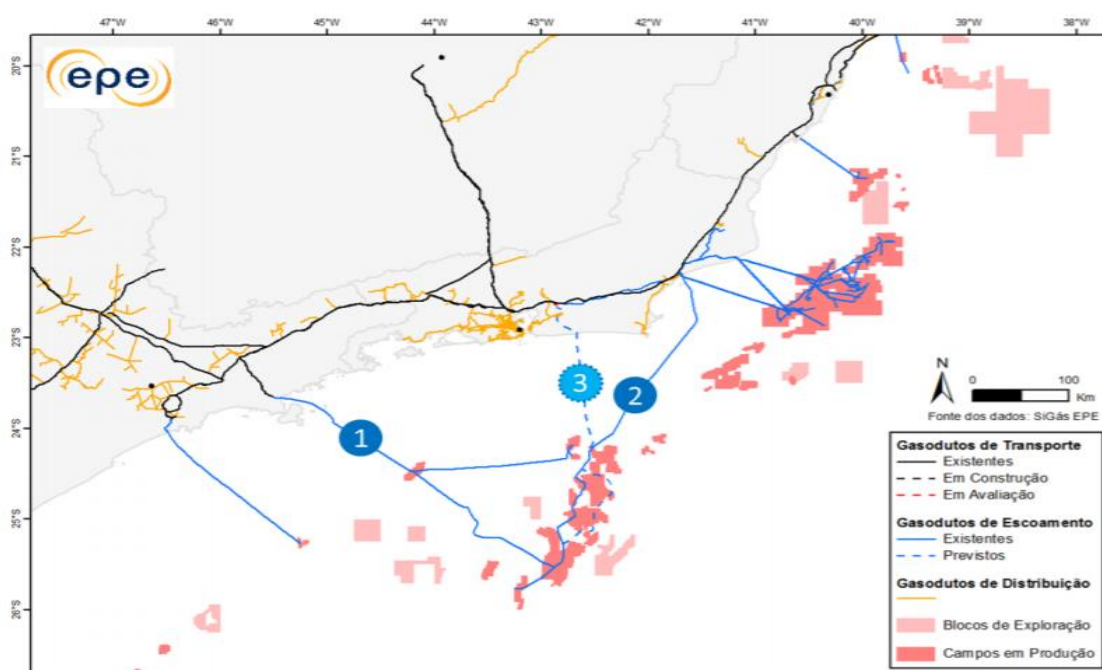 47°W 46°W 45°W 44°W 43°W 42°W 41°W 40°W 39°W 38°W
epe
20°S
21°S
22°S
23°S
24°S
25°S
26°S
3
2
1
N
0 100
Km
Fonte dos dados: SiGás EPE
Gasodutos de Transporte
Existentes
Em Construção
Em Avaliação
Gasodutos de Escoamento
Existentes
Previstos
Gasodutos de Distribuição
Blocos de Exploração
Campos em Produção